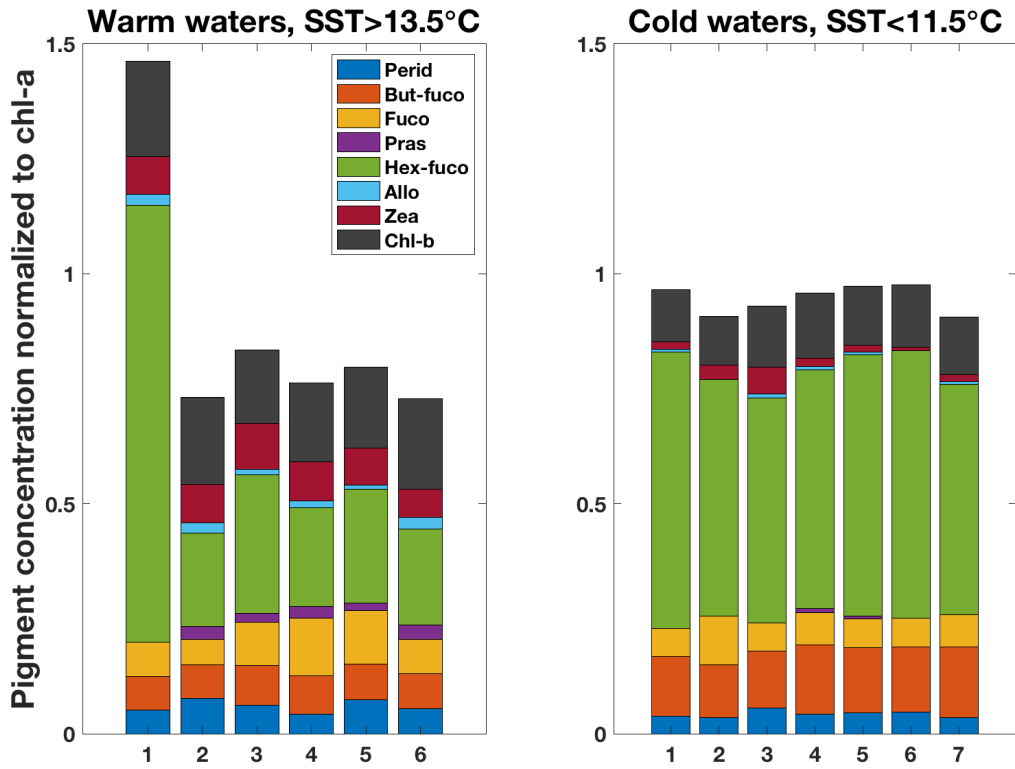 Warm waters, SST>13.5°C
Cold waters, SST<11.5°C
Pigment concentration normalized to chl-a
1.5
1
0.5
0
Perid
But-fuco
Fuco
Pras
Hex-fuco
Allo
Zea
Chl-b
1 2 3 4 5 6
1.5
1
0.5
0
1 2 3 4 5 6 7